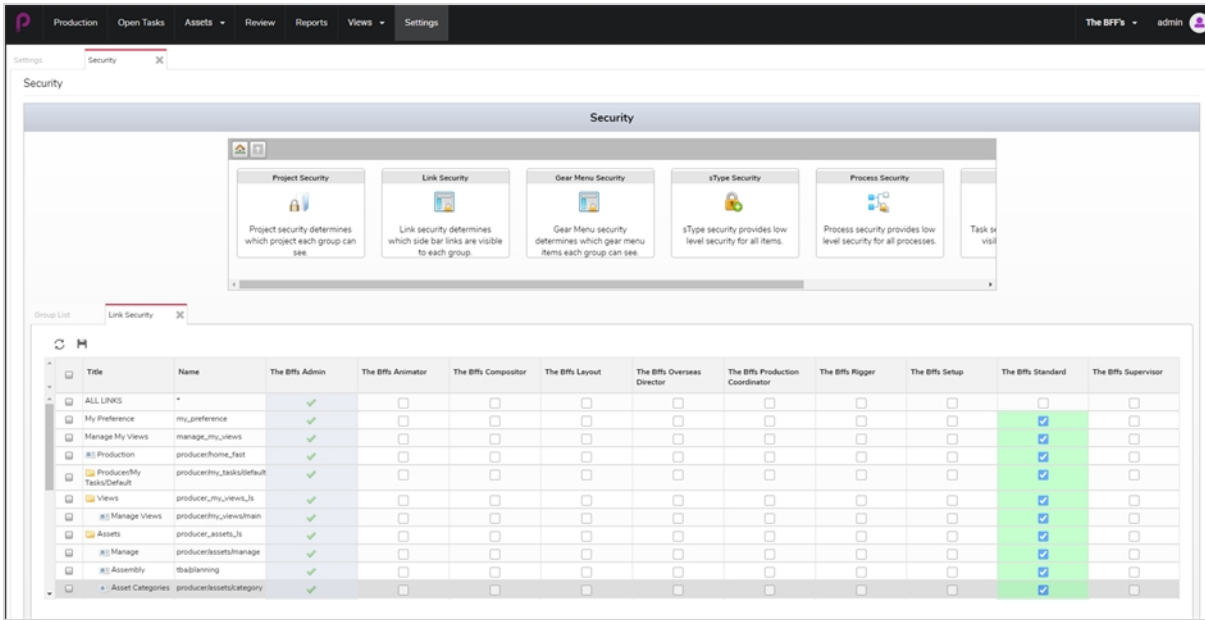 Production Open Tasks Assets Review Reports Views Settings The BFF's admin
Settings Security
Security
Security
Project Security Link Security Gear Menu Security sType Security Process Security
Project security determines Link security determines Gear Menu security sType security provides low Process security provides low Task se
which project each group can which side bar links are visible determines which gear menu level security for all items. level security for all processes. visil
see. to each group. items each group can see.
Group List Link Security
Title Name The Bffs Admin The Bffs Animator The Bffs Compositor The Bffs Layout The Bffs Overseas The Bffs Production The Bffs Rigger The Bffs Setup The Bffs Standard The Bffs Supervisor
Director Coordinator
ALL LINKS *
My Preference my_preference
Manage My Views manage_my_views
Production producer/home_fast
Producer/My producer/my_tasks/default
Tasks/Default
Views producer_my_views_ls
Manage Views producer/my_views/main
Assets producer_assets_ls
Manage producer/assets/manage
Assembly tba/planning
Asset Categories producer/assets/category